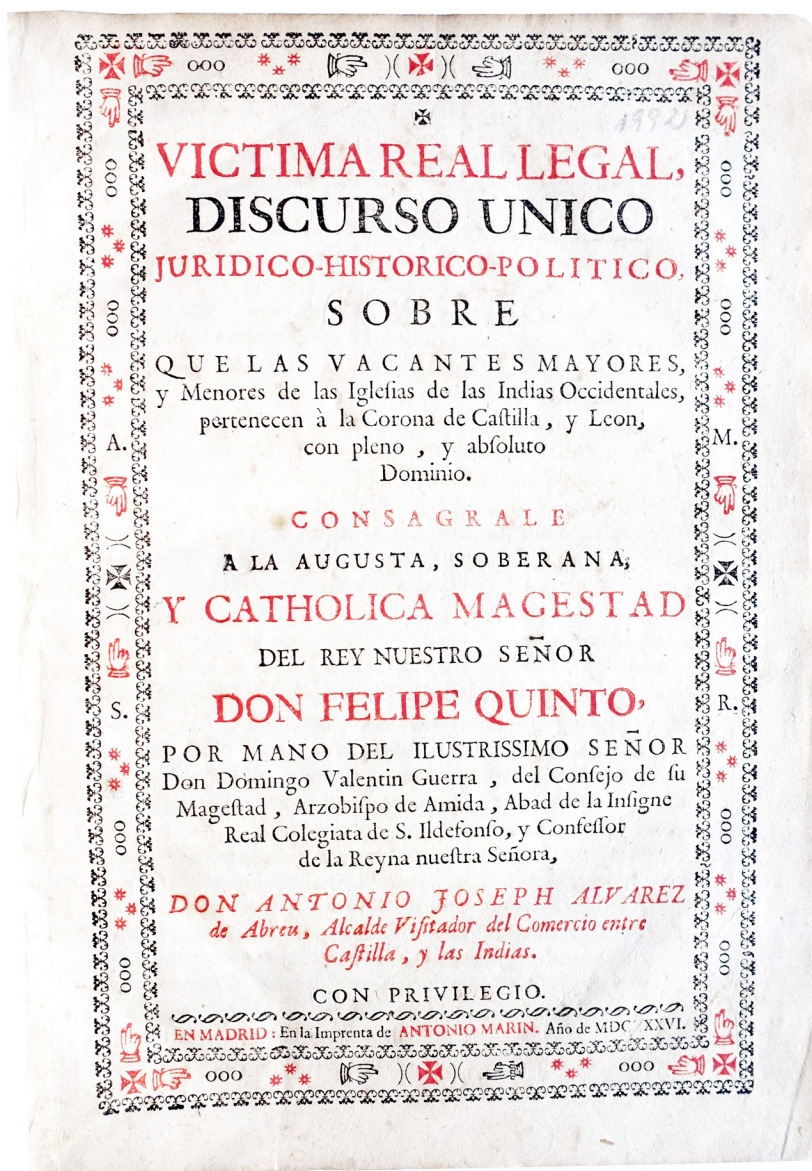 1992
VICTIMA REAL LEGAL,
DISCURSO UNICO
JURIDICO-HISTORICO-POLITICO,
SOBRE
QUE LAS VACANTES MAYORES,
y Menores de las Igleſias de las Indias Occidentales,
pertenecen à la Corona de Caſtilla, y Leon,
con pleno, y abſoluto
Dominio.
A.
M.
CONSAGRALE
A LA AUGUSTA, SOBERANA,
Y CATHOLICA MAGESTAD
DEL REY NUESTRO SEÑOR
DON FELIPE QUINTO,
S.
R.
POR MANO DEL ILUSTRISSIMO SEÑOR
Don Domingo Valentin Guerra, del Conſejo de ſu
Mageſtad, Arzobiſpo de Amida, Abad de la Inſigne
Real Colegiata de S. Ildefonſo, y Confeſſor
de la Reyna nueſtra Señora,
DON ANTONIO JOSEPH ALVAREZ
de Abreu, Alcalde Viſitador del Comercio entre
Caſtilla, y las Indias.
CON PRIVILEGIO.
EN MADRID: En la Imprenta de ANTONIO MARIN. Año de MDC XXVI.